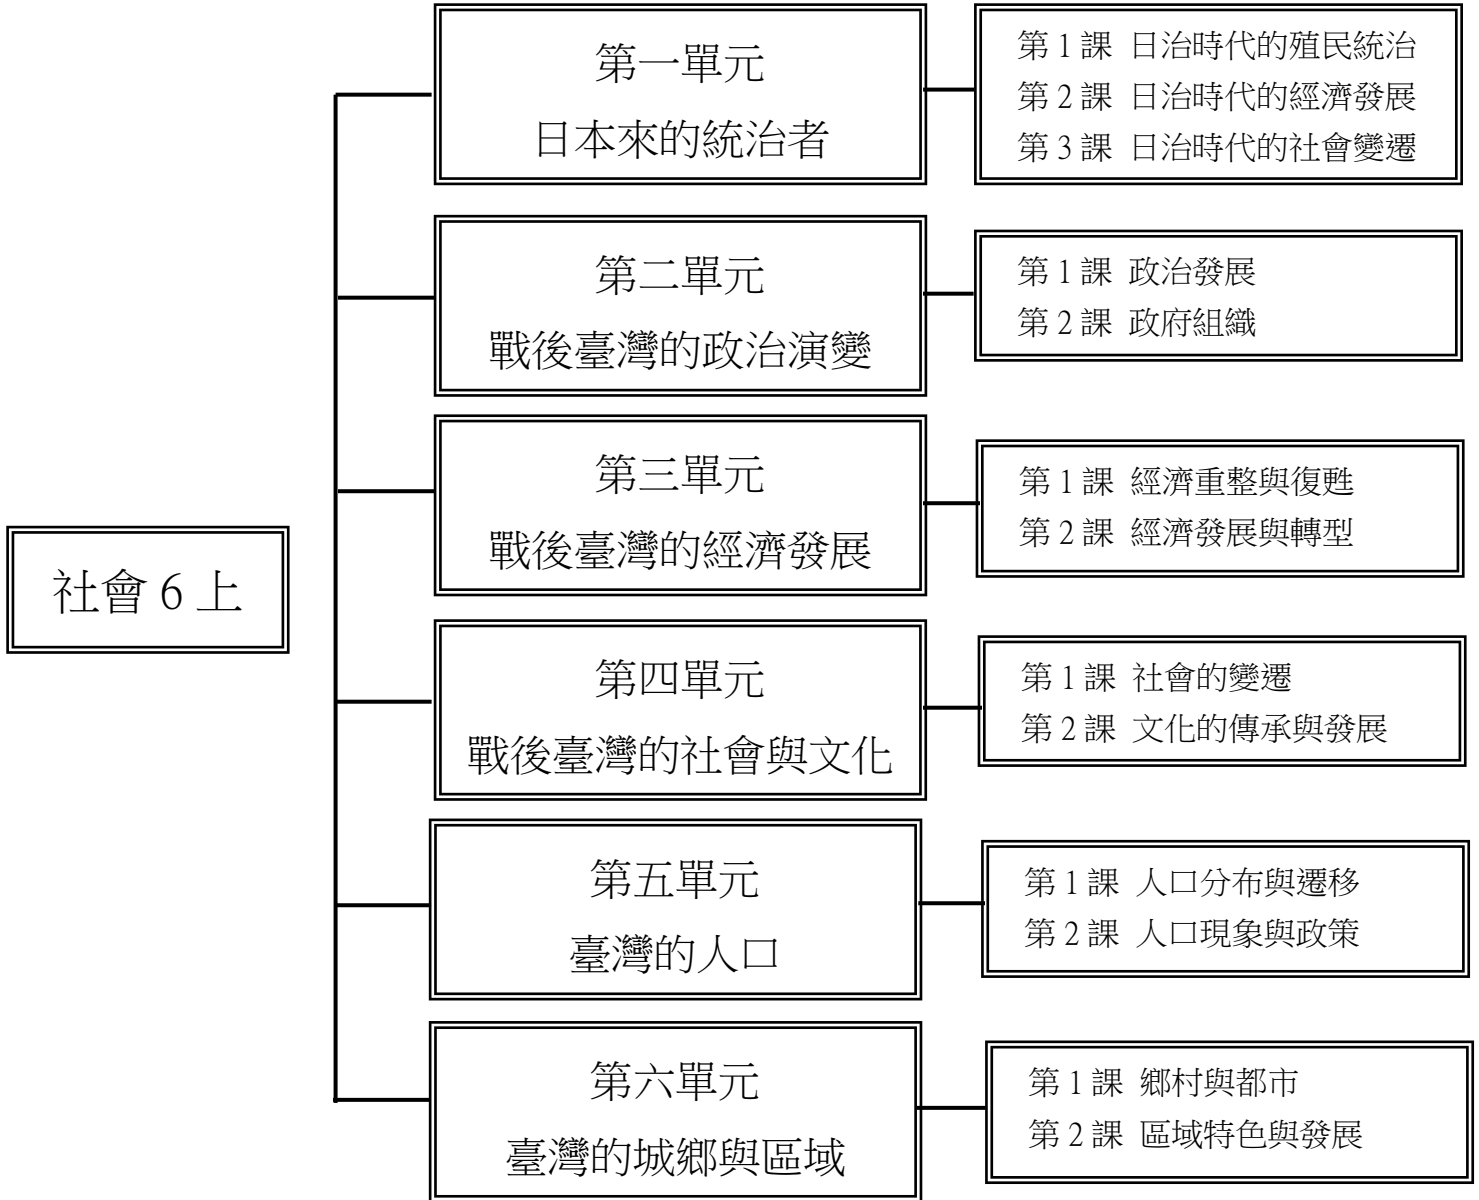 社會6上
第一單元
日本來的統治者
第1課 日治時代的殖民統治
第2課 日治時代的經濟發展
第3課 日治時代的社會變遷
第二單元
戰後臺灣的政治演變
第1課 政治發展
第2課 政府組織
第三單元
戰後臺灣的經濟發展
第1課 經濟重整與復甦
第2課 經濟發展與轉型
第四單元
戰後臺灣的社會與文化
第1課 社會的變遷
第2課 文化的傳承與發展
第五單元
臺灣的人口
第1課 人口分布與遷移
第2課 人口現象與政策
第六單元
臺灣的城鄉與區域
第1課 鄉村與都市
第2課 區域特色與發展